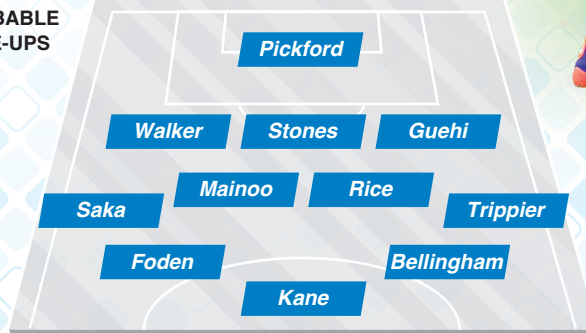 BABLE
E-UPS
Pickford
Walker Stones Guehi
Mainoo Rice
Saka Trippier
Foden Bellingham
Kane